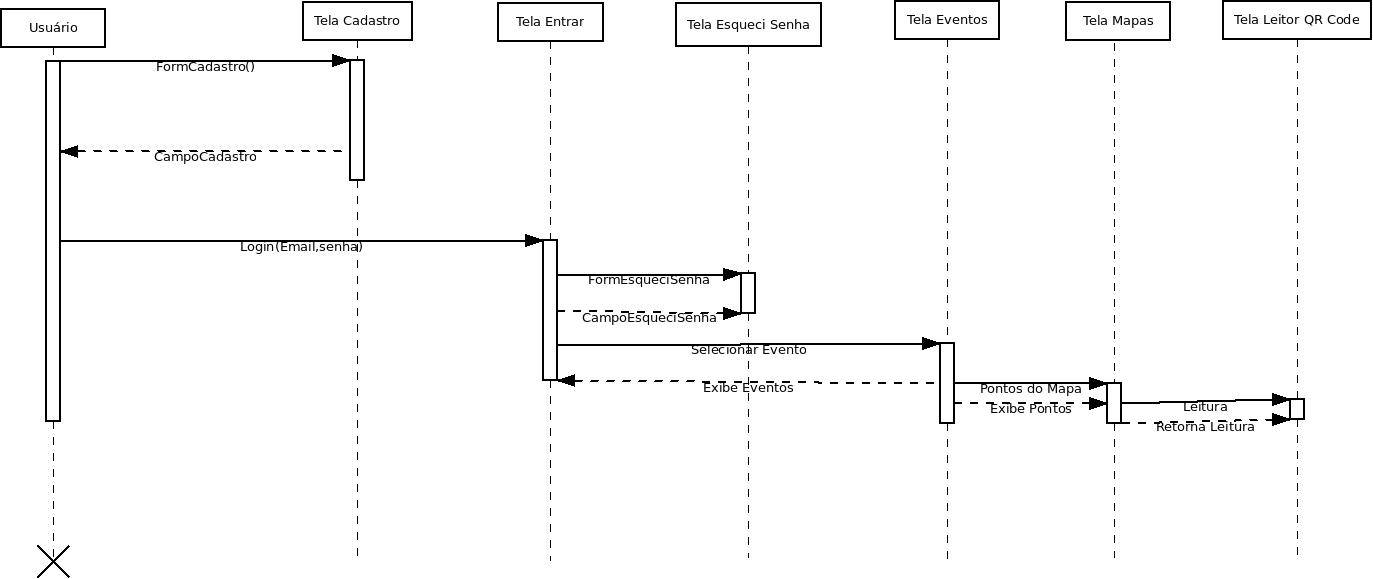 Usuário
Tela Cadastro
Tela Entrar
Tela Esqueci Senha
Tela Eventos
Tela Mapas
Tela Leitor QR Code
FormCadastro()
CampoCadastro
Login(Email,senha)
FormEsqueciSenha
CampoEsqueciSenha
Selecionar Evento
Exibe Eventos
Pontos do Mapa
Exibe Pontos
Leitura
Retorna Leitura